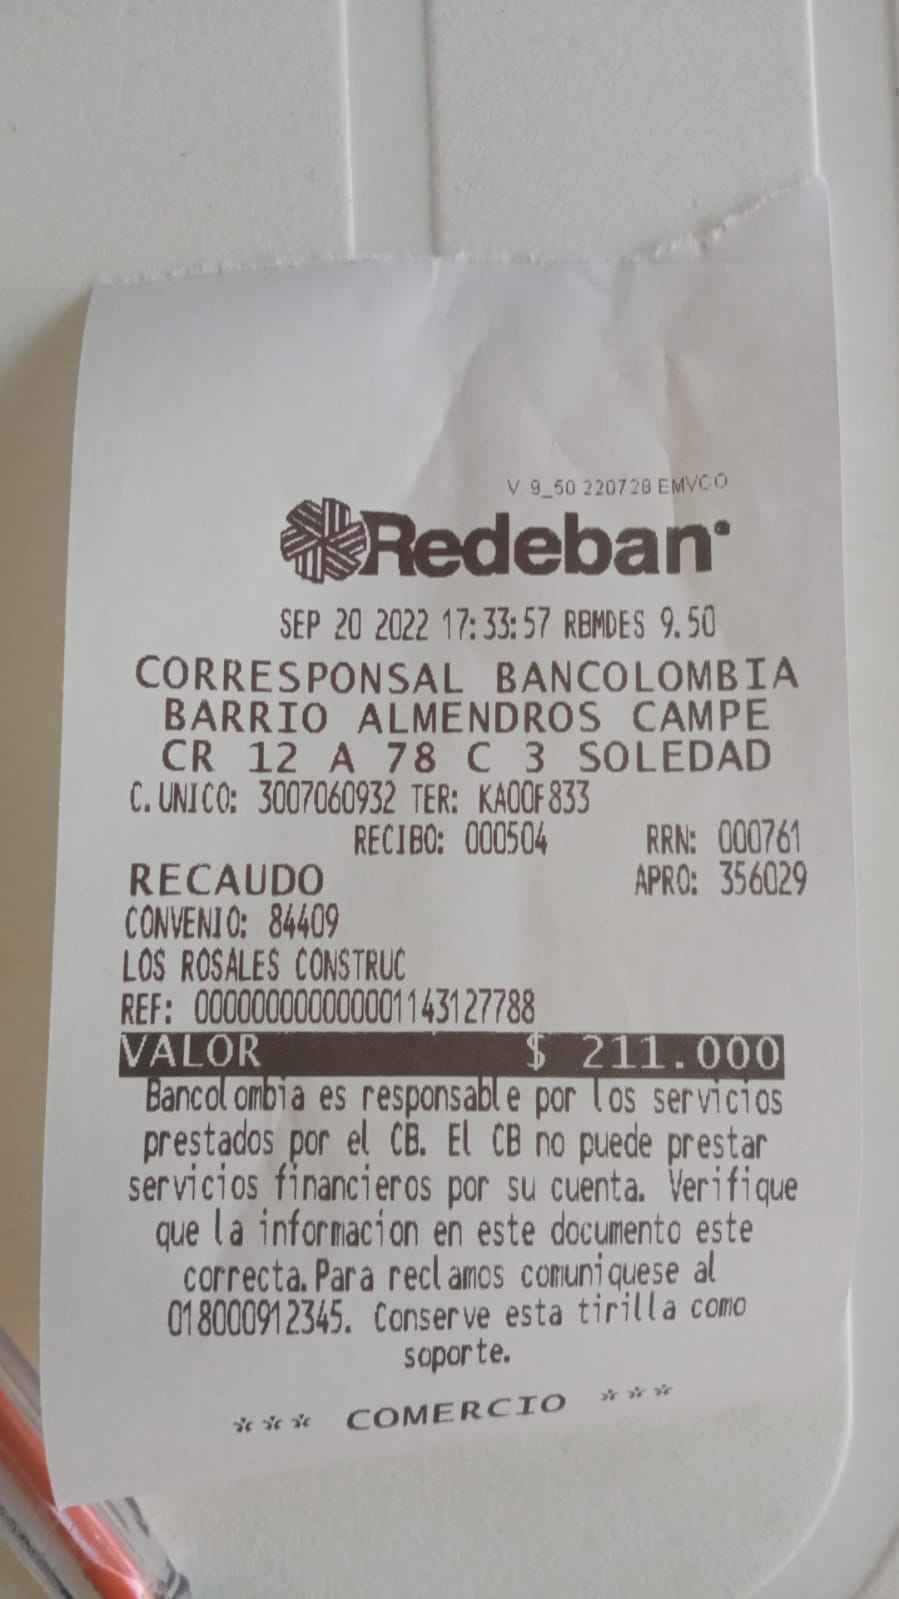 V 9_50 220728 EMVCO
Redeban
SEP 20 2022 17:33:57 RBMDES 9.50
CORRESPONSAL BANCOLOMBIA
BARRIO ALMENDROS CAMPE
CR 12 A 78 C 3 SOLEDAD
C. UNICO: 3007060932 TER: KA00F833
RECIBO: 000504 RRN: 000761
RECAUDO APRO: 356029
CONVENIO: 84409
LOS ROSALES CONSTRUC
REF: 00000000000001143127788
VALOR $ 211.000
Bancolombia es responsable por los servicios
prestados por el CB. El CB no puede prestar
servicios financieros por su cuenta. Verifique
que la informacion en este documento este
correcta. Para reclamos comuniquese al
018000912345. Conserve esta tirilla como
soporte.
*** COMERCIO ***